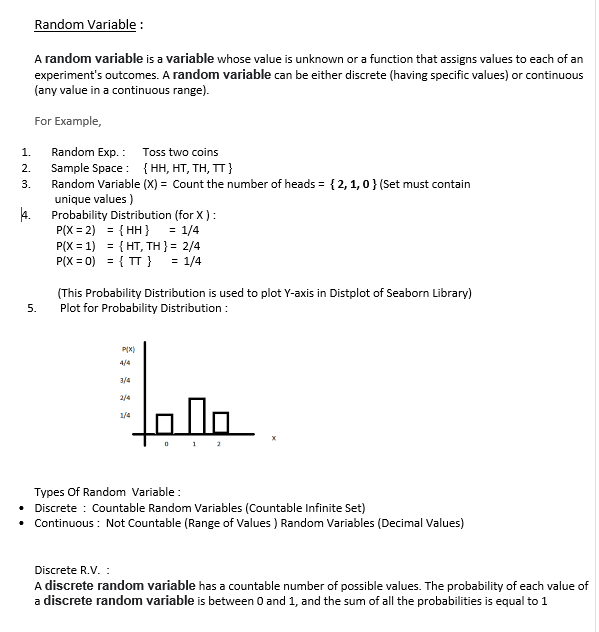 Random Variable :
A random variable is a variable whose value is unknown or a function that assigns values to each of an
experiment's outcomes. A random variable can be either discrete (having specific values) or continuous
(any value in a continuous range).
For Example,
1. Random Exp. : Toss two coins
2. Sample Space : { HH, HT, TH, TT }
3. Random Variable (X) = Count the number of heads = { 2, 1, 0 } (Set must contain
unique values )
4. Probability Distribution (for X ) :
P(X = 2) = { HH } = 1/4
P(X = 1) = { HT, TH } = 2/4
P(X = 0) = { TT } = 1/4
(This Probability Distribution is used to plot Y-axis in Distplot of Seaborn Library)
5. Plot for Probability Distribution :
P(X)
4/4
3/4
2/4
1/4
0 1 2 X
Types Of Random Variable :
• Discrete : Countable Random Variables (Countable Infinite Set)
• Continuous : Not Countable (Range of Values ) Random Variables (Decimal Values)
Discrete R.V. :
A discrete random variable has a countable number of possible values. The probability of each value of
a discrete random variable is between 0 and 1, and the sum of all the probabilities is equal to 1